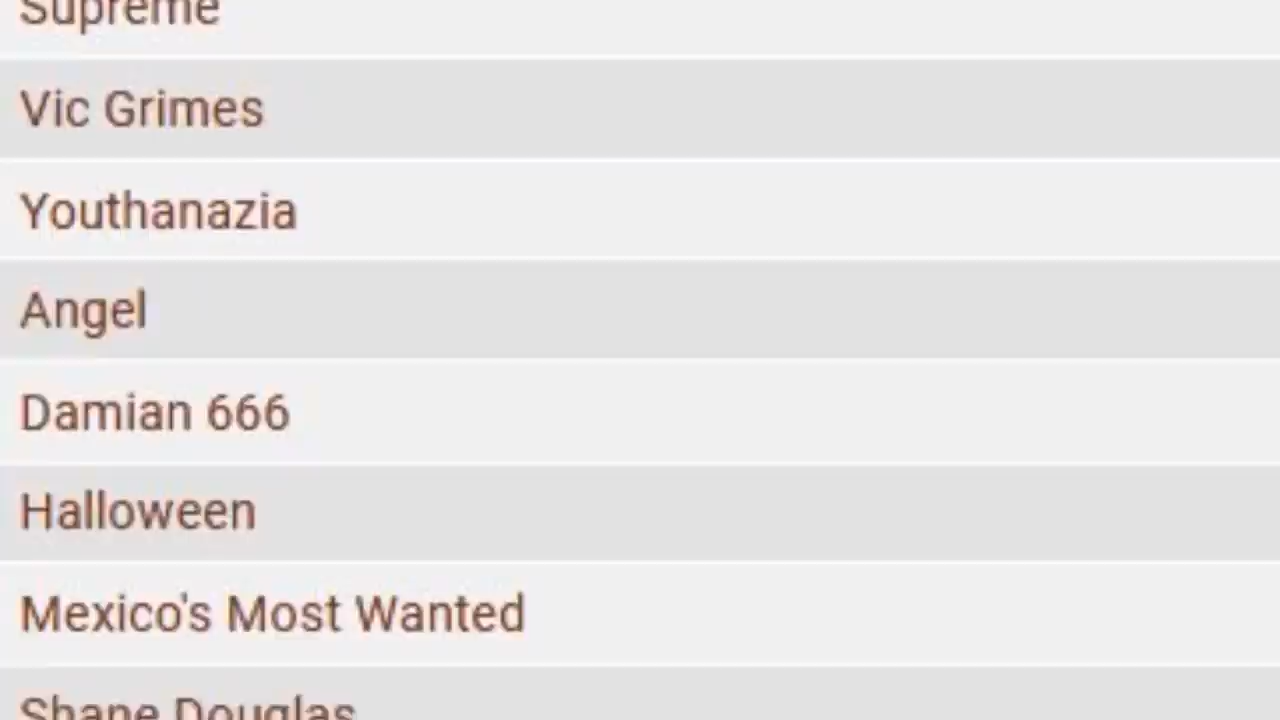 Supreme
Vic Grimes
Youthanazia
Angel
Damian 666
Halloween
Mexico's Most Wanted
Shane Douglas